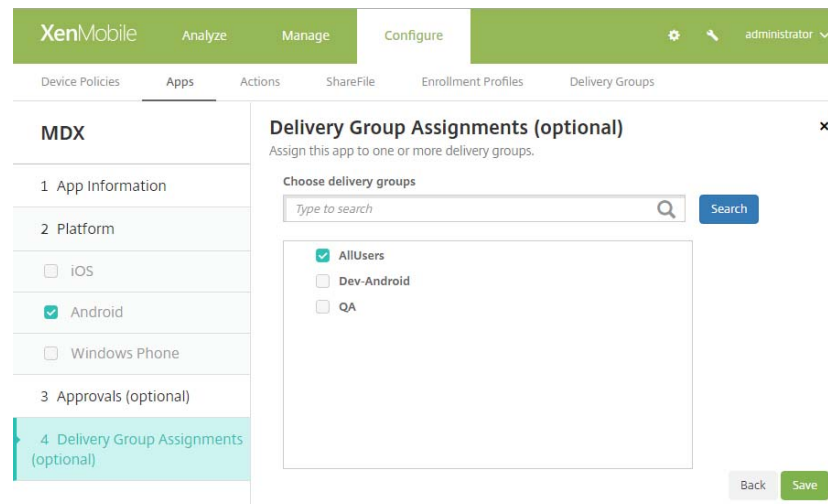 XenMobile Analyze Manage Configure administrator
Device Policies Apps Actions ShareFile Enrollment Profiles Delivery Groups
MDX
1 App Information
2 Platform
iOS
Android
Windows Phone
3 Approvals (optional)
4 Delivery Group Assignments
(optional)
Delivery Group Assignments (optional)
Assign this app to one or more delivery groups.
Choose delivery groups
Type to search Search
AllUsers
Dev-Android
QA
Back Save